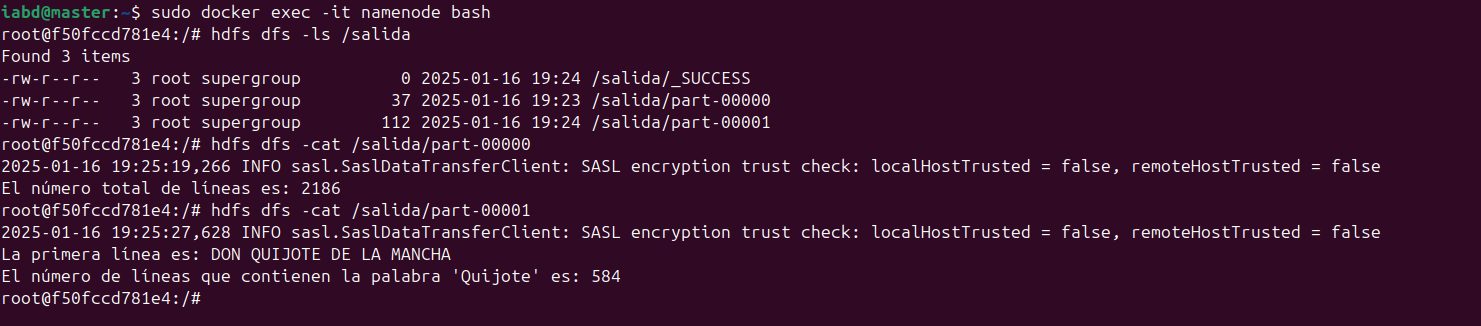 iabd@master:~$ sudo docker exec -it namenode bash
root@f50fccd781e4:/# hdfs dfs -ls /salida
Found 3 items
-rw-r--r--   3 root supergroup          0 2025-01-16 19:24 /salida/_SUCCESS
-rw-r--r--   3 root supergroup         37 2025-01-16 19:23 /salida/part-00000
-rw-r--r--   3 root supergroup        112 2025-01-16 19:24 /salida/part-00001
root@f50fccd781e4:/# hdfs dfs -cat /salida/part-00000
2025-01-16 19:25:19,266 INFO sasl.SaslDataTransferClient: SASL encryption trust check: localHostTrusted = false, remoteHostTrusted = false
El número total de líneas es: 2186
root@f50fccd781e4:/# hdfs dfs -cat /salida/part-00001
2025-01-16 19:25:27,628 INFO sasl.SaslDataTransferClient: SASL encryption trust check: localHostTrusted = false, remoteHostTrusted = false
La primera línea es: DON QUIJOTE DE LA MANCHA
El número de líneas que contienen la palabra 'Quijote' es: 584
root@f50fccd781e4:/#